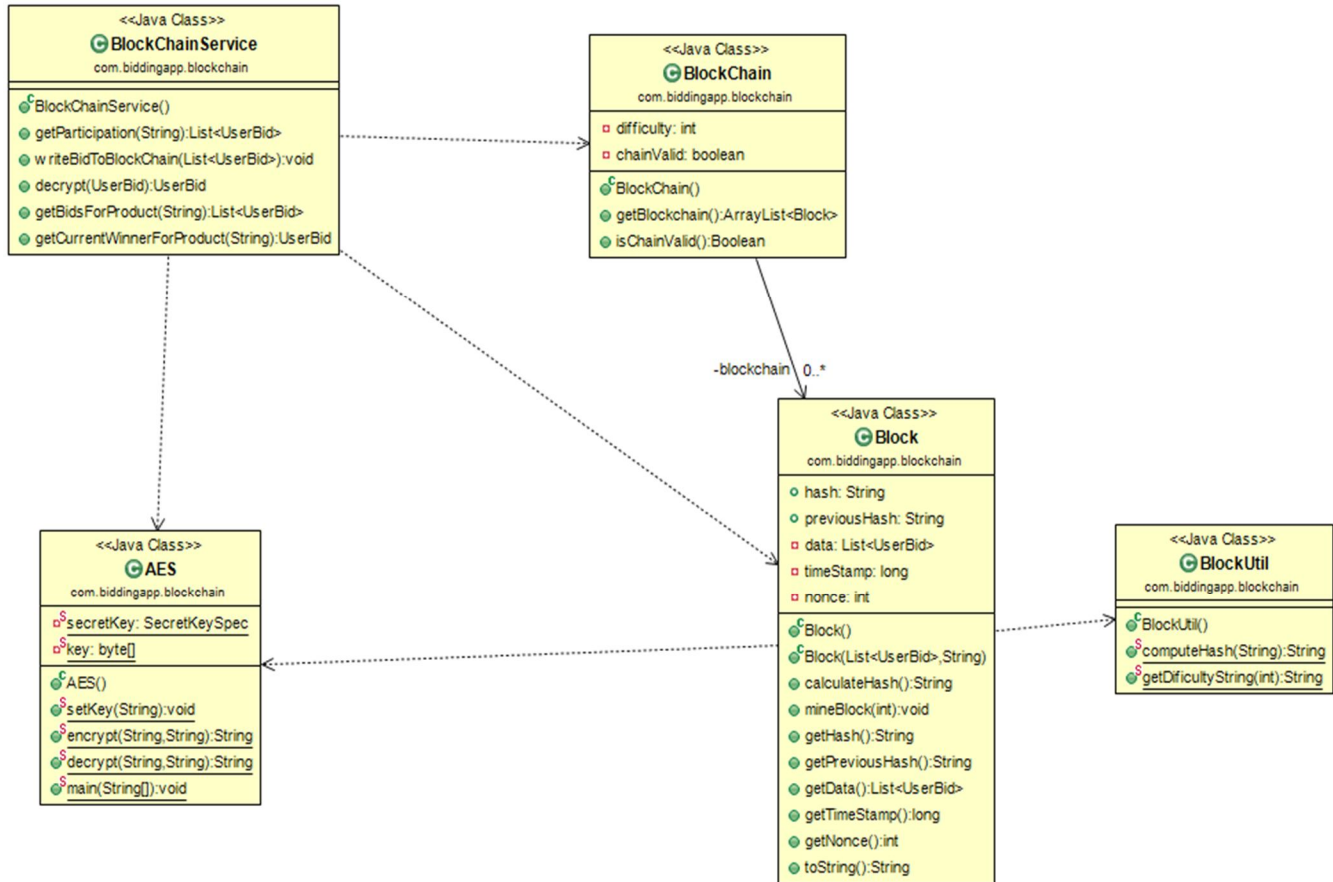 <<Java Class>>
BlockChainService
com.biddingapp.blockchain
BlockChainService()
getParticipation(String):List<UserBid>
writeBidToBlockChain(List<UserBid>):void
decrypt(UserBid):UserBid
getBidsForProduct(String):List<UserBid>
getCurrentWinnerForProduct(String):UserBid
<<Java Class>>
BlockChain
com.biddingapp.blockchain
difficulty: int
chainValid: boolean
BlockChain()
getBlockchain():ArrayList<Block>
isChainValid():Boolean
-blockchain 0..*
<<Java Class>>
AES
com.biddingapp.blockchain
secretKey: SecretKeySpec
key: byte[]
AES()
setKey(String):void
encrypt(String,String):String
decrypt(String,String):String
main(String[]):void
<<Java Class>>
Block
com.biddingapp.blockchain
hash: String
previousHash: String
data: List<UserBid>
timeStamp: long
nonce: int
Block()
Block(List<UserBid>,String)
calculateHash():String
mineBlock(int):void
getHash():String
getPreviousHash():String
getData():List<UserBid>
getTimeStamp():long
getNonce():int
toString():String
<<Java Class>>
BlockUtil
com.biddingapp.blockchain
BlockUtil()
computeHash(String):String
getDificultyString(int):String